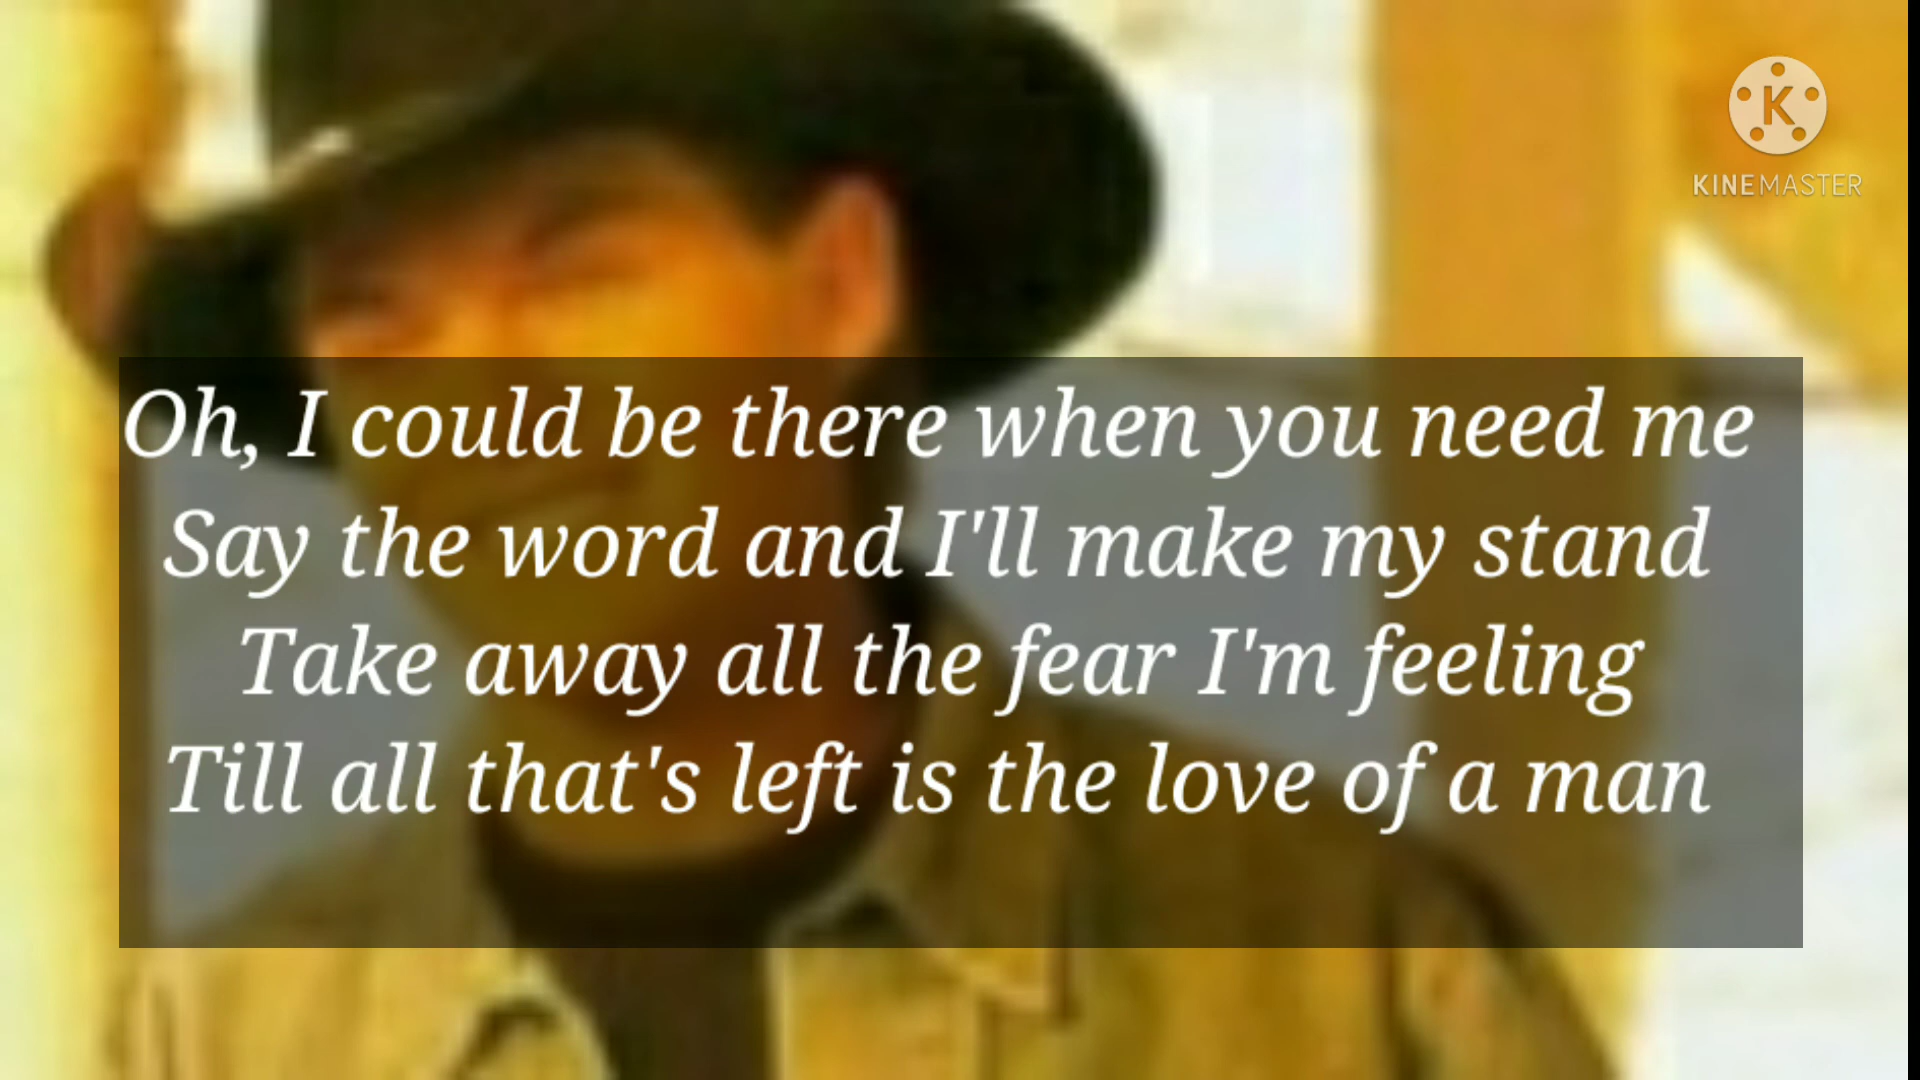 K
KINEMASTER
Oh, I could be there when you need me
Say the word and I'll make my stand
Take away all the fear I'm feeling
Till all that's left is the love of a man